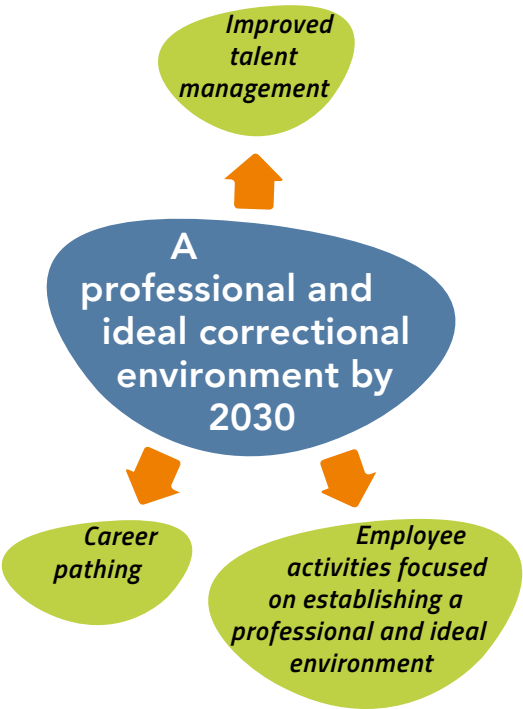 Improved
talent
management
A
professional and
ideal correctional
environment by
2030
Career
pathing
Employee
activities focused
on establishing a
professional and ideal
environment